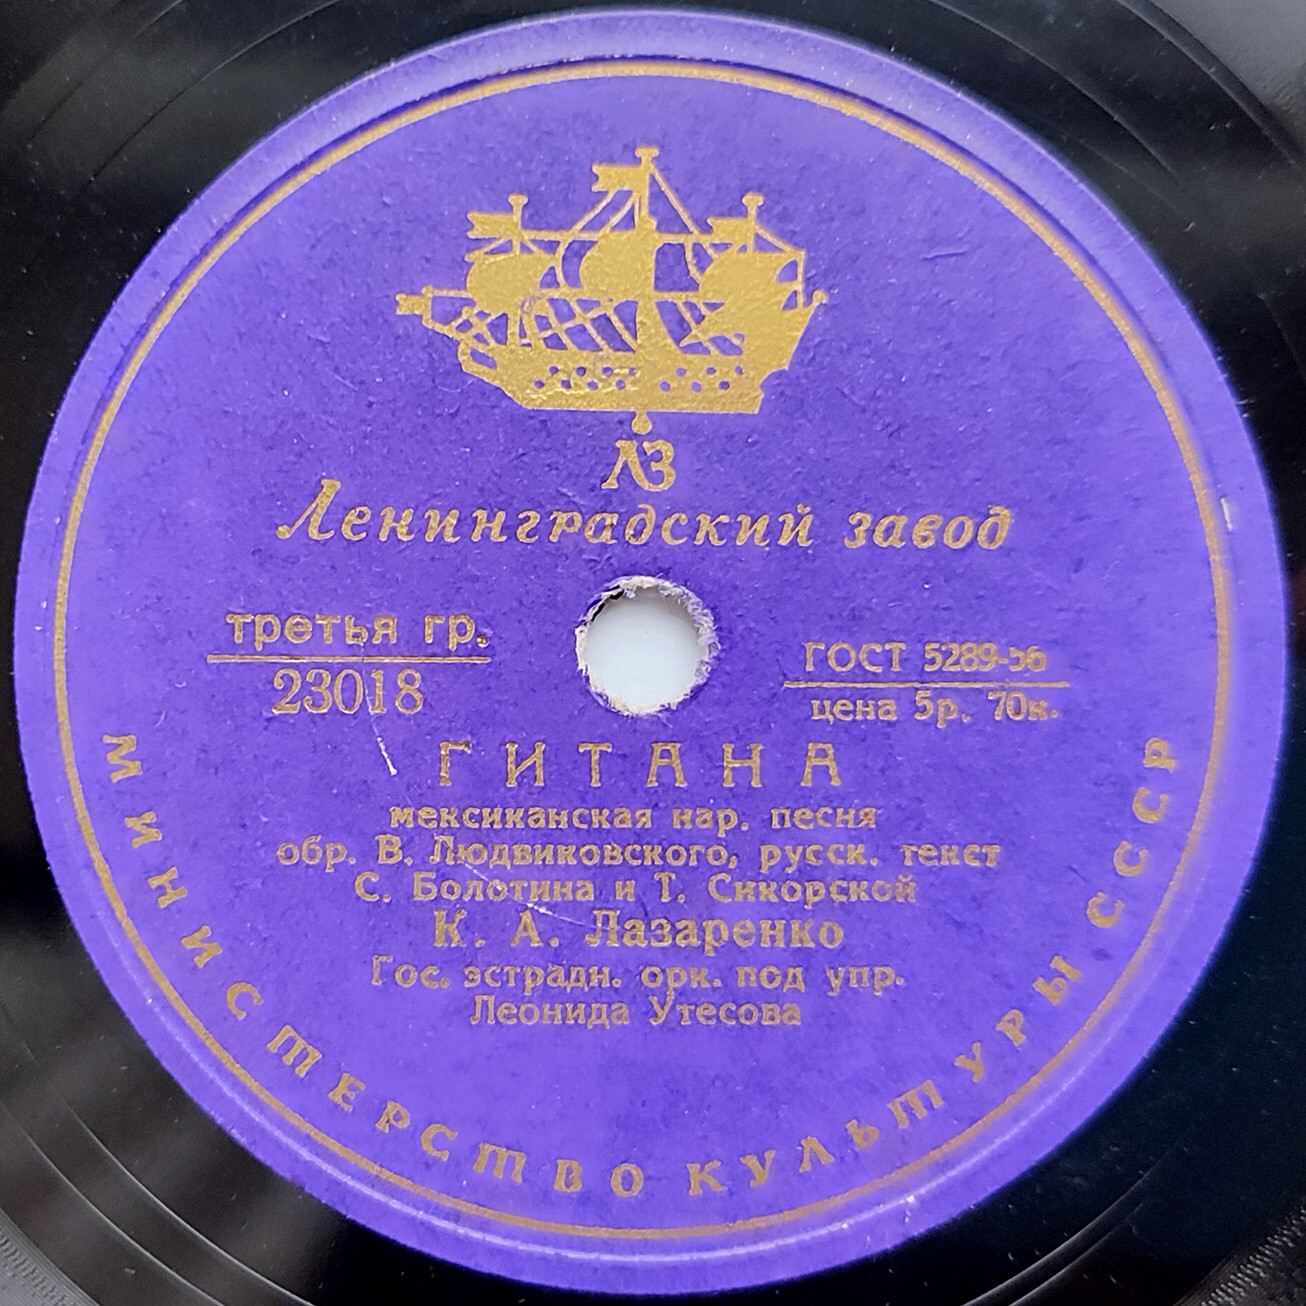 ЛЗ
Ленинградский завод
третья гр.
23018
ГОСТ 5289-56
цена 5р. 70к.
ГИТАНА
мексиканская нар. песня
обр. В. Людвиковского, русск. текст
С. Болотина и Т. Сикорской
К. А. Лазаренко
Гос. эстрадн. орк. под упр.
Леонида Утесова
МИНИСТЕРСТВО КУЛЬТУРЫ СССР